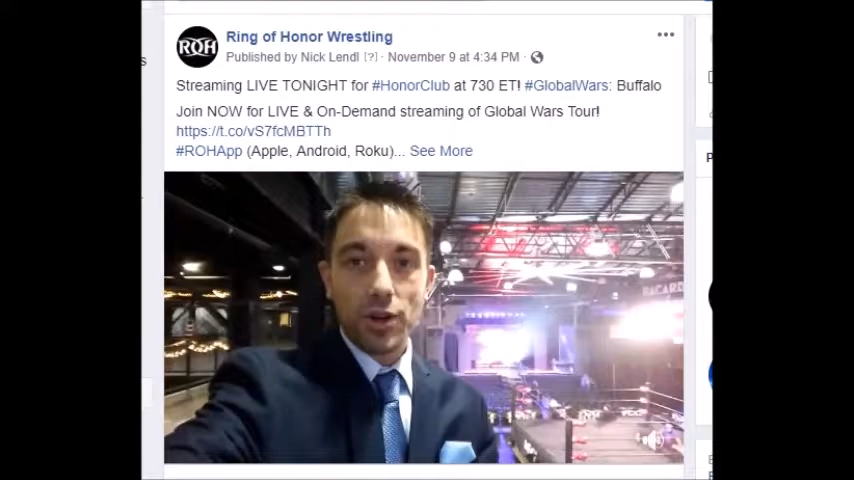 ROH
Ring of Honor Wrestling
Published by Nick Lendl [?] · November 9 at 4:34 PM ·
Streaming LIVE TONIGHT for #HonorClub at 730 ET! #GlobalWars: Buffalo
Join NOW for LIVE & On-Demand streaming of Global Wars Tour!
https://t.co/vS7fcMBTTh
#ROHApp (Apple, Android, Roku)... See More
BACARDI